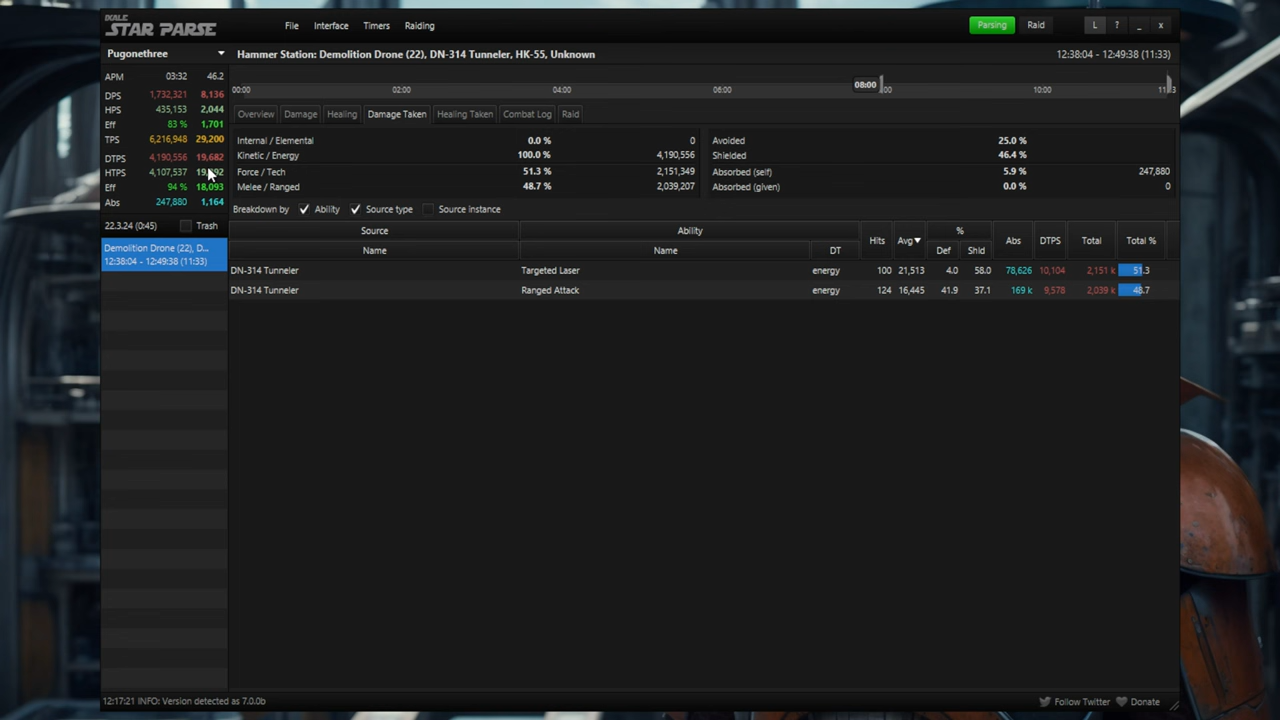 IXALE
STAR PARSE
File Interface Timers Raiding
Parsing Raid L ? _ x
Pugonethree
Hammer Station: Demolition Drone (22), DN-314 Tunneler, HK-55, Unknown
12:38:04 - 12:49:38 (11:33)
APM 03:32 46.2
DPS 1,732,321 8,136
HPS 435,153 2,044
Eff 83 % 1,701
TPS 6,216,948 29,200
DTPS 4,190,556 19,682
HTPS 4,107,537
Eff 94 % 18,093
Abs 247,880 1,164
00:00 02:00 04:00 06:00 08:00 10:00
Overview Damage Healing Damage Taken Healing Taken Combat Log Raid
Internal / Elemental 0.0 % 0 Avoided 25.0 %
Kinetic / Energy 100.0 % 4,190,556 Shielded 46.4 %
Force / Tech 51.3 % 2,151,349 Absorbed (self) 5.9 % 247,880
Melee / Ranged 48.7 % 2,039,207 Absorbed (given) 0.0 % 0
Breakdown by Ability Source type Source instance
22.3.24 (0:45) Trash
Demolition Drone (22), D...
12:38:04 - 12:49:38 (11:33)
Source Ability Hits Avg▼ % Abs DTPS Total Total %
Name Name DT Def Shld
DN-314 Tunneler Targeted Laser energy 100 21,513 4.0 58.0 78,626 10,104 2,151 k 51.3
DN-314 Tunneler Ranged Attack energy 124 16,445 41.9 37.1 169 k 9,578 2,039 k 48.7
12:17:21 INFO: Version detected as 7.0.0b
Follow Twitter Donate